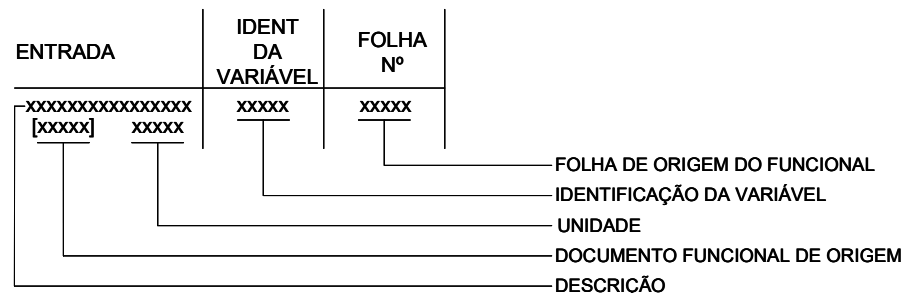 ENTRADA
IDENT
DA
VARIÁVEL
FOLHA
Nº
xxxxxxxxxxxxxxxx
xxxxx
xxxxx
[xxxxx] xxxxx
FOLHA DE ORIGEM DO FUNCIONAL
IDENTIFICAÇÃO DA VARIÁVEL
UNIDADE
DOCUMENTO FUNCIONAL DE ORIGEM
DESCRIÇÃO